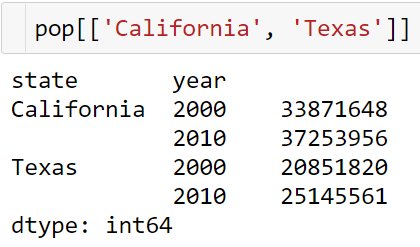 pop[['California', 'Texas']]
state year
California 2000 33871648
2010 37253956
Texas 2000 20851820
2010 25145561
dtype: int64